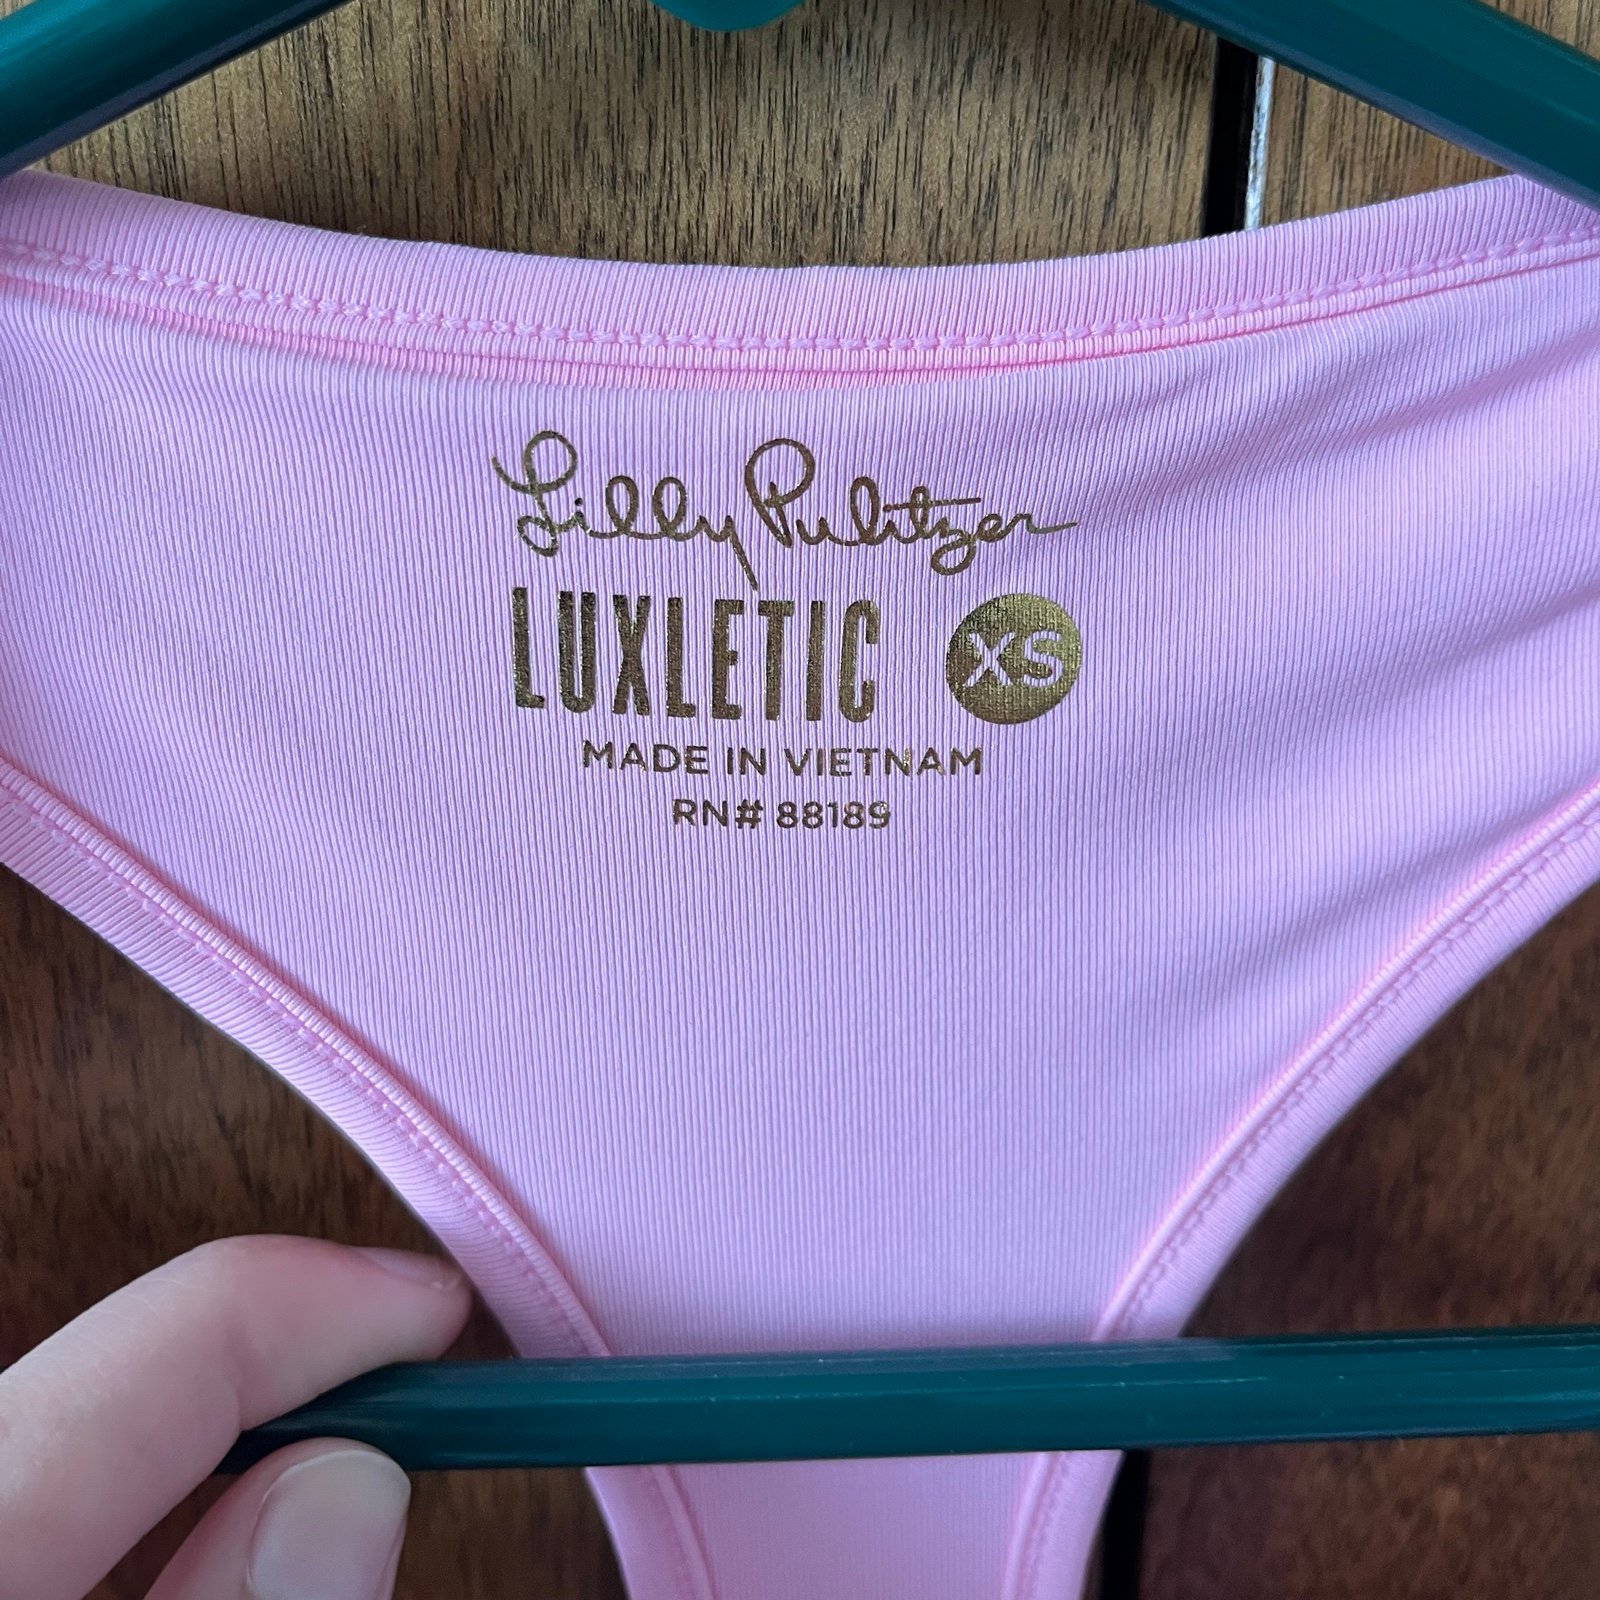 Lilly Pulitzer
LUXLETIC XS
MADE IN VIETNAM
RN# 88189